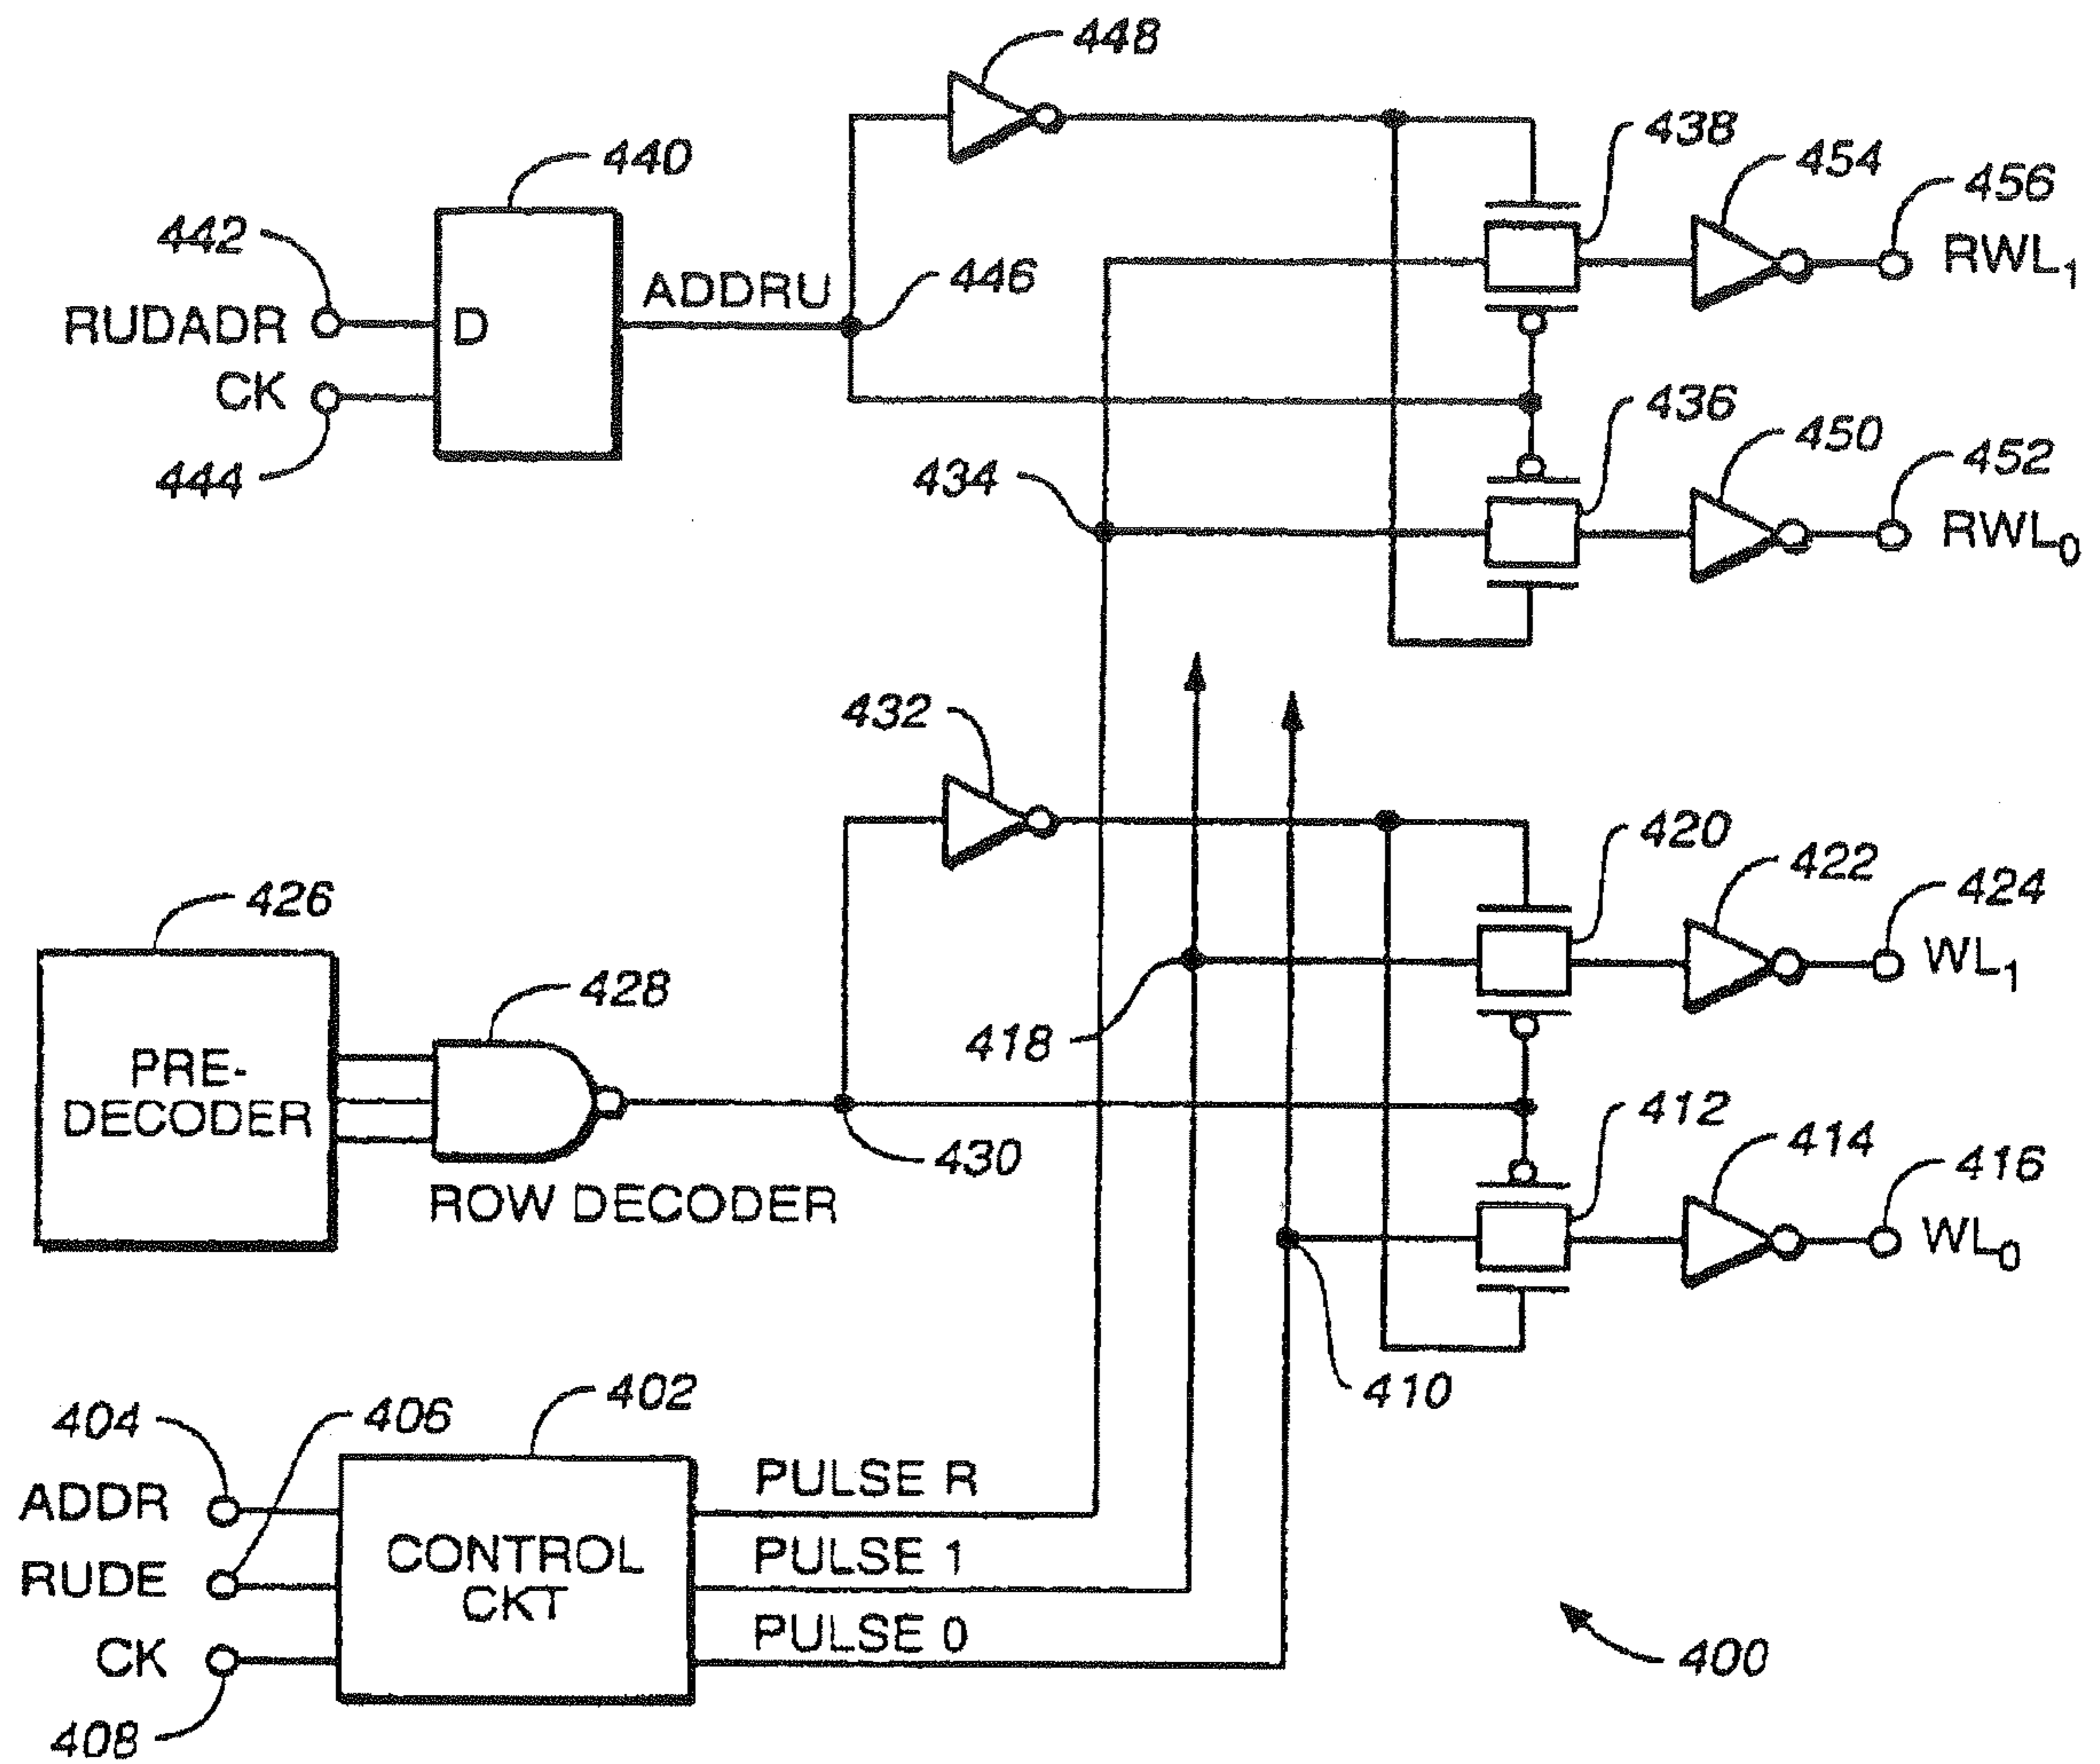 448
440
438
454
456
442
446
RWL1
ADDRU
RUDADR
D
CK
436
450
452
444
434
RWL0
432
420
422
424
426
WL1
428
418
PRE-
DECODER
412
414
416
430
ROW DECODER
WL0
410
402
404
406
PULSE R
ADDR
CONTROL
CKT
PULSE 1
RUDE
PULSE 0
CK
400
408